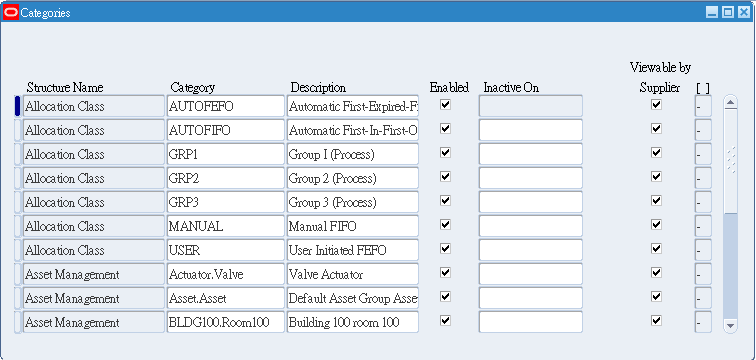 Categories
Viewable by
Structure Name Category Description Enabled Inactive On Supplier [ ]
Allocation Class AUTOFEFO Automatic First-Expired-F -
Allocation Class AUTOFIFO Automatic First-In-First-O -
Allocation Class GRP1 Group 1 (Process) -
Allocation Class GRP2 Group 2 (Process) -
Allocation Class GRP3 Group 3 (Process) -
Allocation Class MANUAL Manual FIFO -
Allocation Class USER User Initiated FEFO -
Asset Management Actuator.Valve Valve Actuator -
Asset Management Asset.Asset Default Asset Group Asse -
Asset Management BLDG100.Room100 Building 100 room 100 -